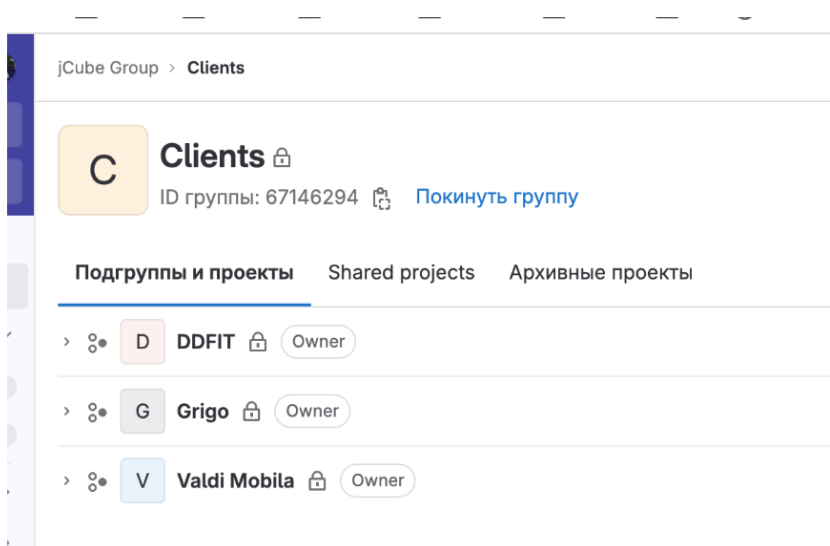 jCube Group > Clients
C
Clients
ID группы: 67146294 Покинуть группу
Подгруппы и проекты Shared projects Архивные проекты
D DDFIT Owner
G Grigo Owner
V Valdi Mobila Owner